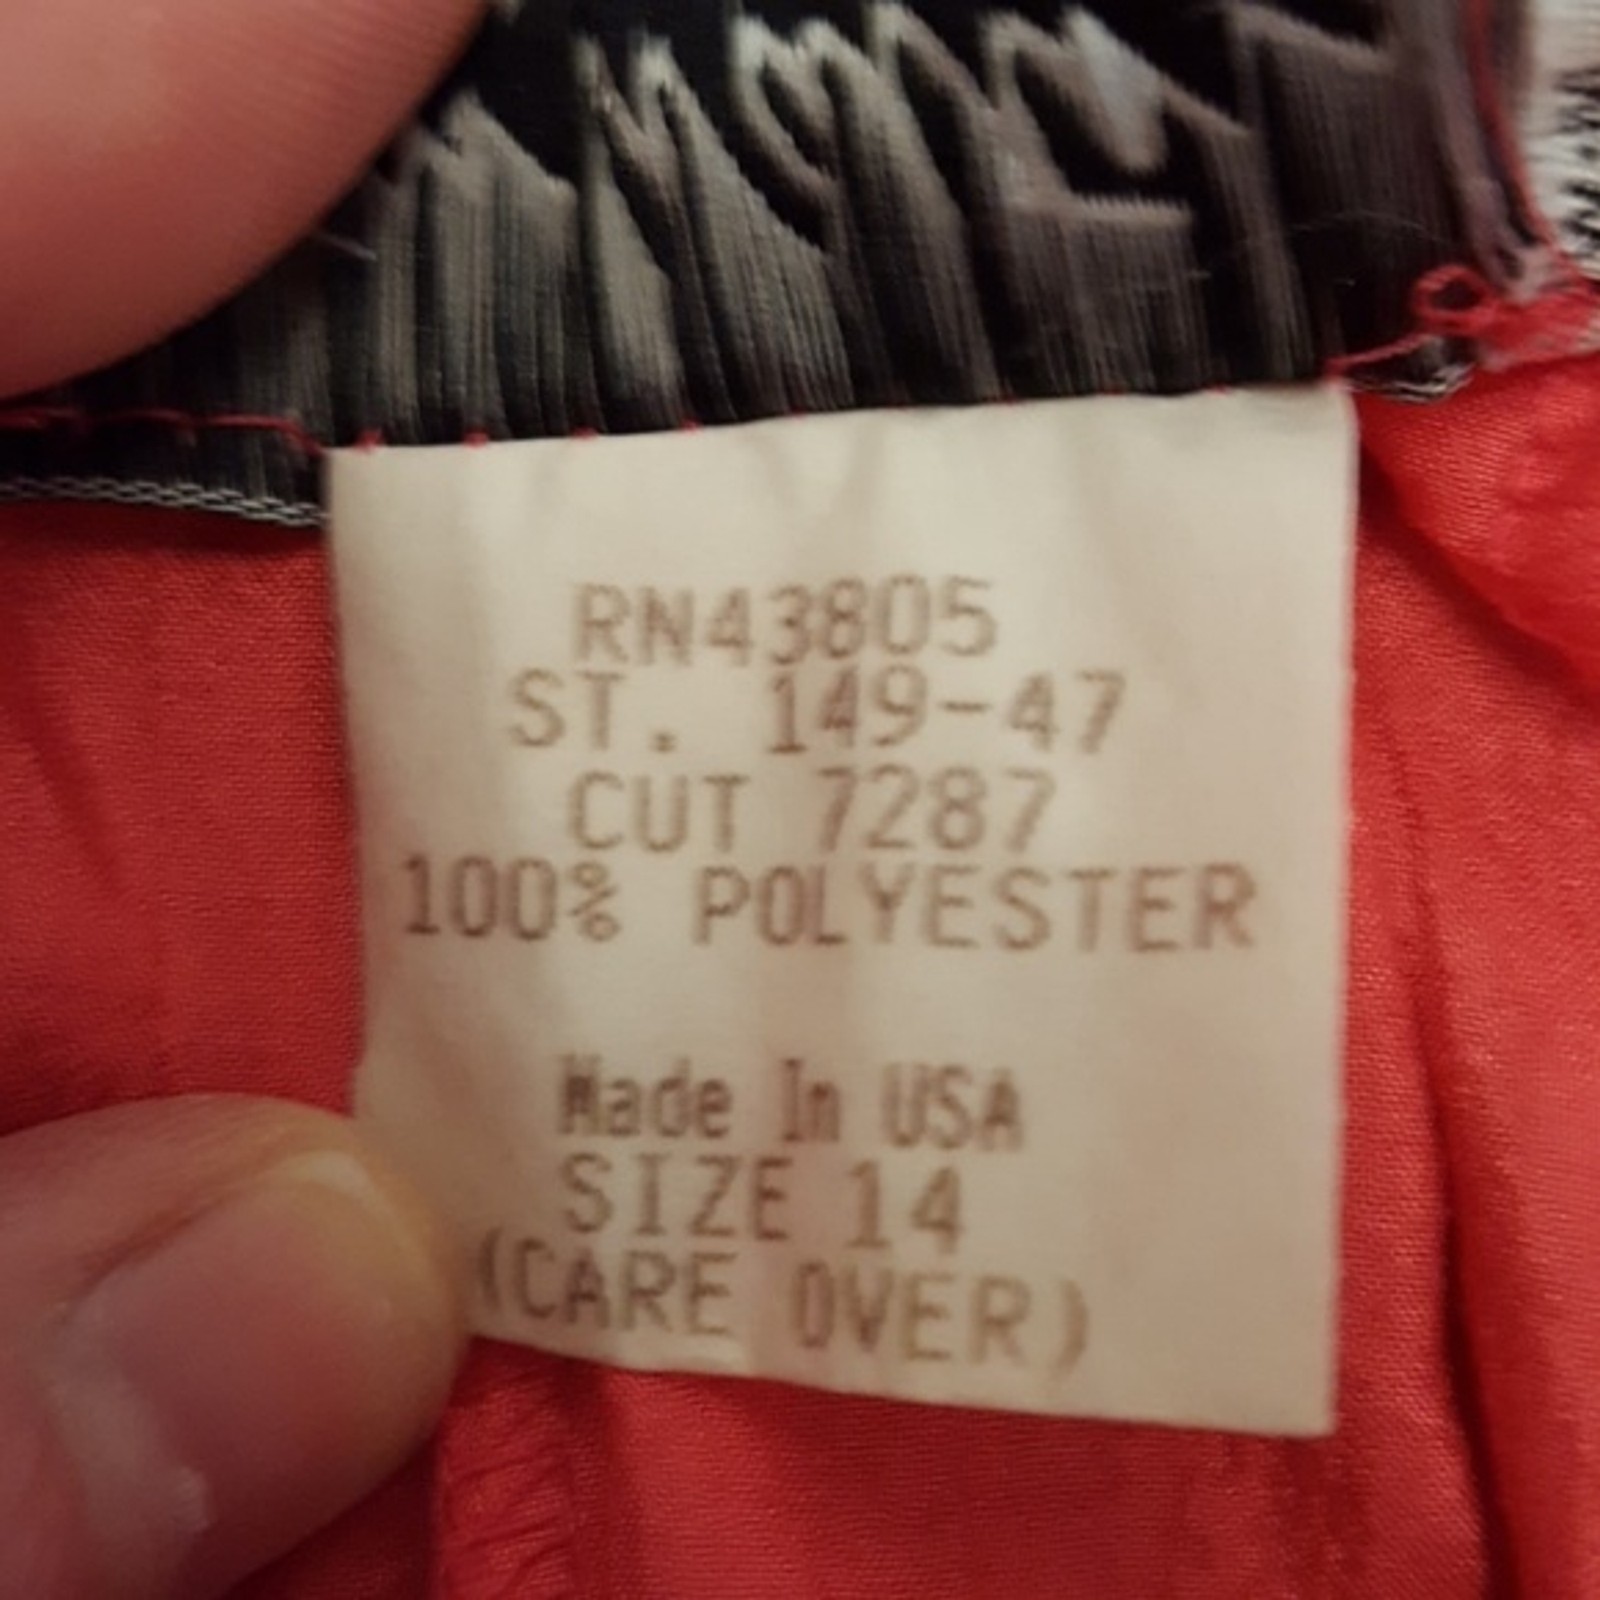 RN43805
ST. 149-47
CUT 7287
100% POLYESTER
Made In USA
SIZE 14
(CARE OVER)